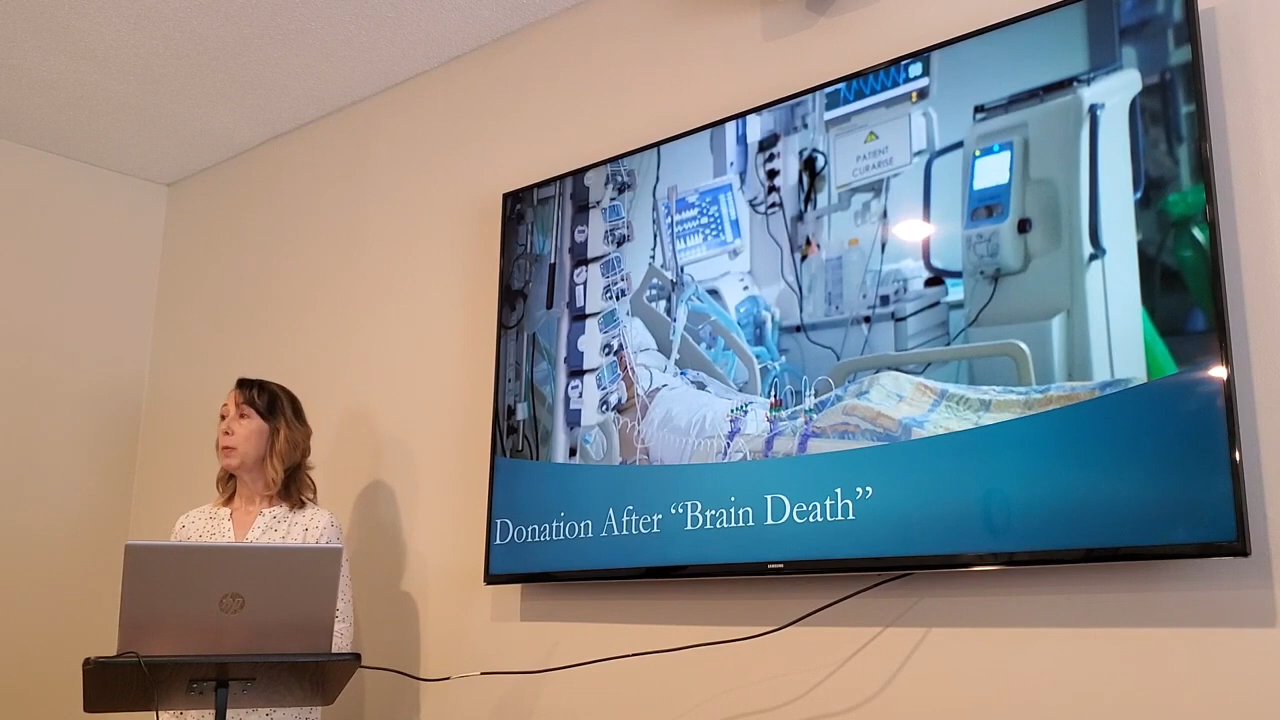 PATIENT
CURARISE
Donation After “Brain Death”
SAMSUNG
hp